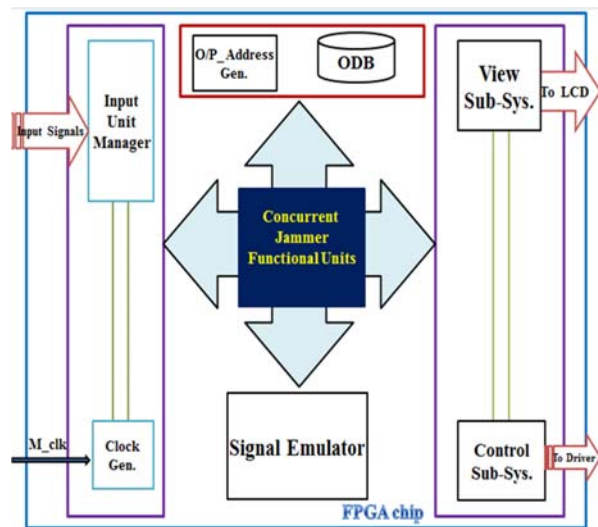 O/P_Address
Gen.
ODB
Input
Unit
Manager
View
Sub-Sys.
To LCD
Input Signals
Concurrent
Jammer
Functional Units
M_clk
Clock
Gen.
Signal Emulator
Control
Sub-Sys.
To Driver
FPGA chip